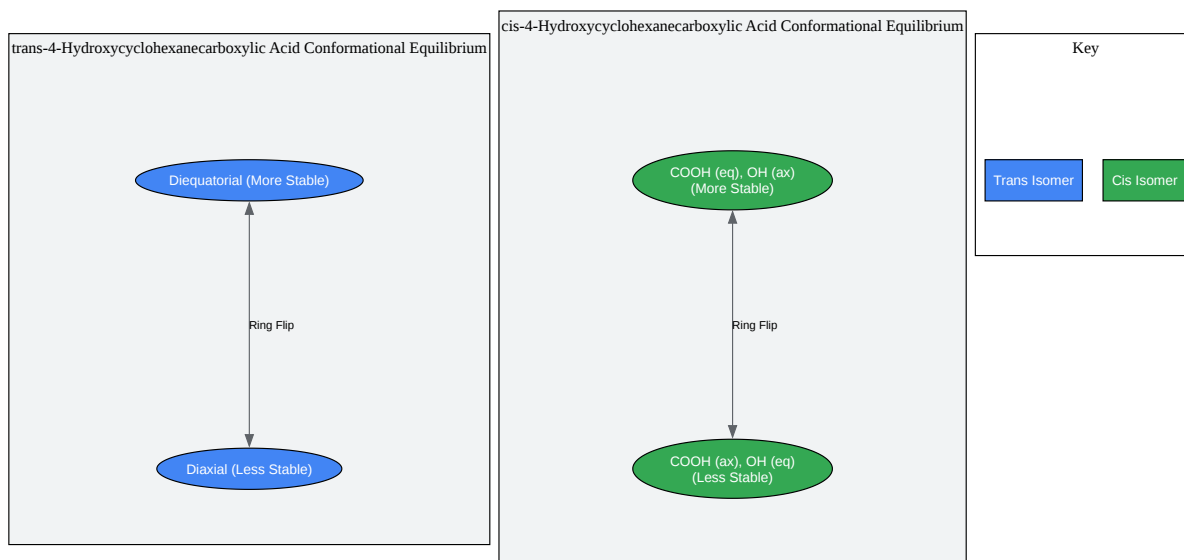 trans-4-Hydroxycyclohexanecarboxylic Acid Conformational Equilibrium
Diequatorial (More Stable)
Ring Flip
Diaxial (Less Stable)
cis-4-Hydroxycyclohexanecarboxylic Acid Conformational Equilibrium
COOH (eq), OH (ax)
(More Stable)
Ring Flip
COOH (ax), OH (eq)
(Less Stable)
Key
Trans Isomer
Cis Isomer